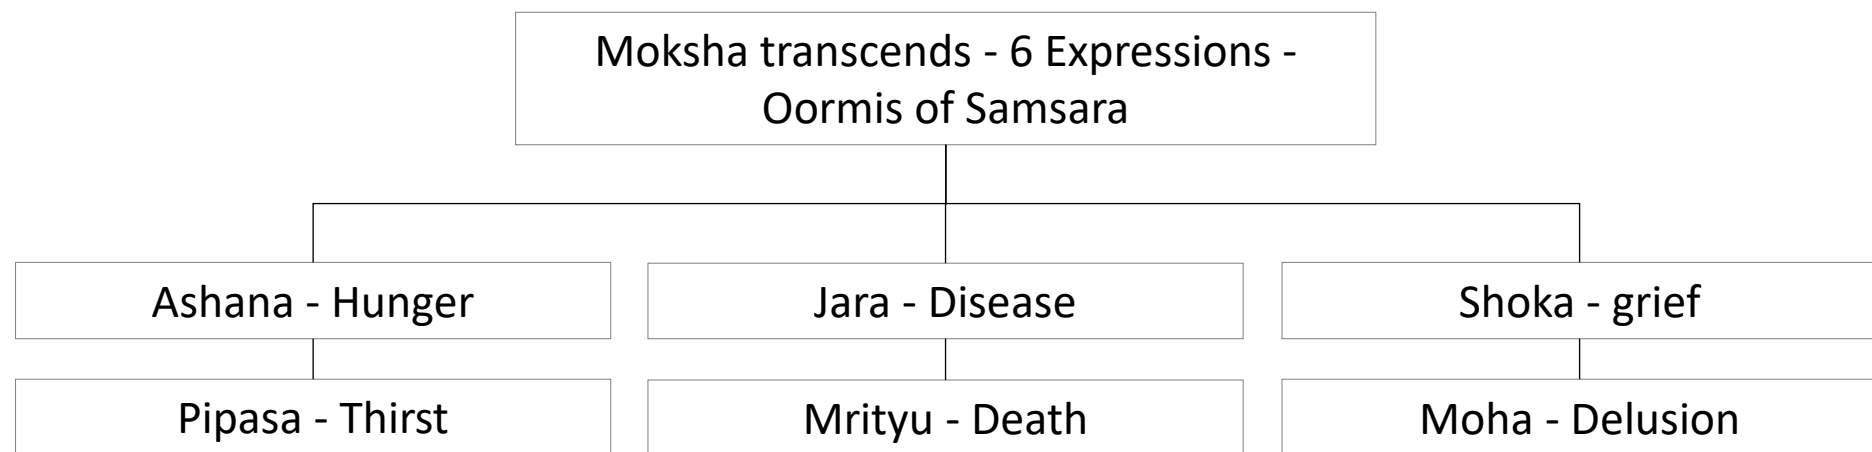 Moksha transcends - 6 Expressions -
Oormis of Samsara
Ashana - Hunger
Jara - Disease
Shoka - grief
Pipasa - Thirst
Mrityu - Death
Moha - Delusion